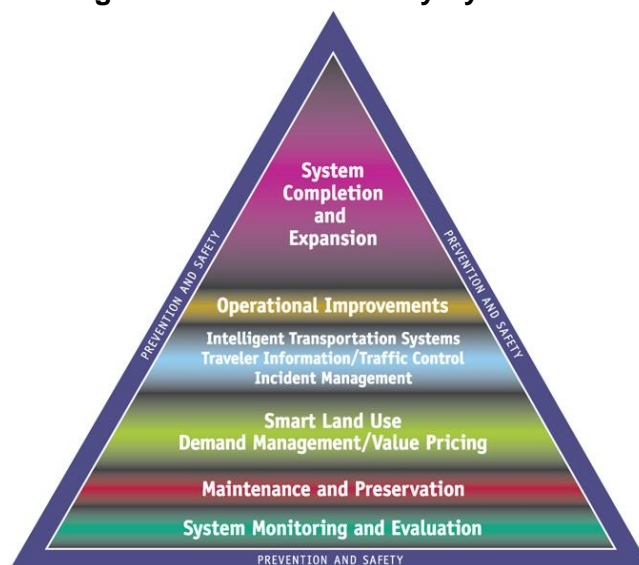 System
Completion
and
Expansion
PREVENTION AND SAFETY
PREVENTION AND SAFETY
Operational Improvements
Intelligent Transportation Systems
Traveler Information/Traffic Control
Incident Management
Smart Land Use
Demand Management/Value Pricing
Maintenance and Preservation
System Monitoring and Evaluation
PREVENTION AND SAFETY